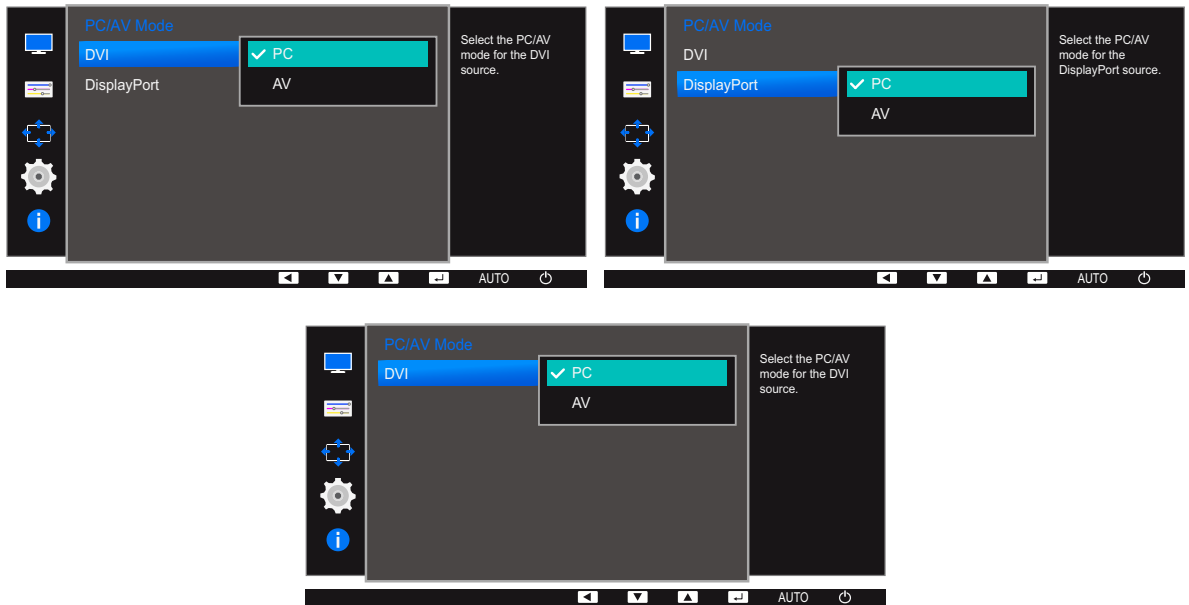 PC/AV Mode
DVI
PC
DisplayPort
AV
Select the PC/AV
mode for the DVI
source.
AUTO
PC/AV Mode
DVI
DisplayPort
PC
AV
Select the PC/AV
mode for the
DisplayPort source.
AUTO
PC/AV Mode
DVI
PC
AV
Select the PC/AV
mode for the DVI
source.
AUTO